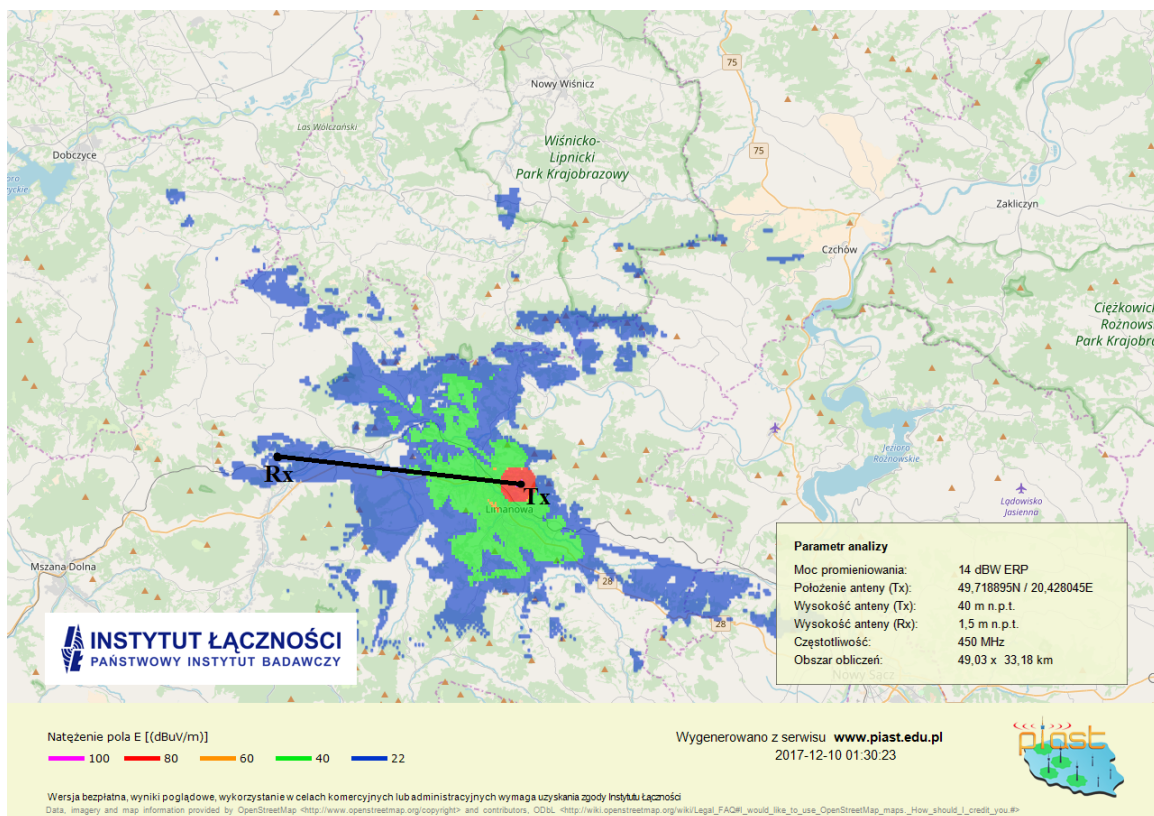 75
Nowy Wiśnicz
Las Wolczański
Dobczyce
75
Wiśnicko-
Lipnicki
Park Krajobrazowy
Zakliczyn
Czchów
Ciężkowick
Rożnows
Park Krajobra
Jezioro
Rożnowskie
Rx
Tx
Limanowa
Lądowisko
Jasienna
Mszana Dolna
28
28
INSTYTUT ŁĄCZNOŚCI
PAŃSTWOWY INSTYTUT BADAWCZY
Parametr analizy
Moc promieniowania: 14 dBW ERP
Położenie anteny (Tx): 49,718895N / 20,428045E
Wysokość anteny (Tx): 40 m n.p.t.
Wysokość anteny (Rx): 1,5 m n.p.t.
Częstotliwość: 450 MHz
Obszar obliczeń: 49,03 x 33,18 km
Nowy Sącz
Natężenie pola E [(dBuV/m)]
100 80 60 40 22
Wygenerowano z serwisu www.piast.edu.pl
2017-12-10 01:30:23
piast
Wersja bezpłatna, wyniki poglądowe, wykorzystanie w celach komercyjnych lub administracyjnych wymaga uzyskania zgody Instytutu Łączności
Data, imagery and map information provided by OpenStreetMap <http://www.openstreetmap.org/copyright> and contributors, ODbL <http://wiki.openstreetmap.org/wiki/Legal_FAQ#I_would_like_to_use_OpenStreetMap_maps._How_should_I_credit_you.#>